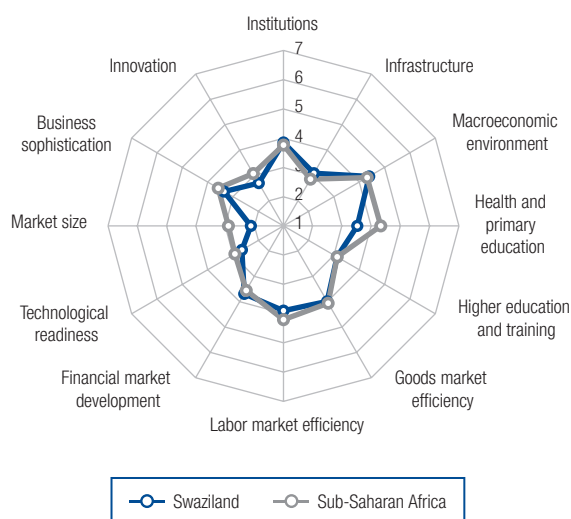 Institutions
7
Innovation
6
Infrastructure
5
Business
sophistication
4
Macroeconomic
environment
3
2
Market size
1
Health and
primary
education
Technological
readiness
Higher education
and training
Financial market
development
Goods market
efficiency
Labor market efficiency
Swaziland
Sub-Saharan Africa